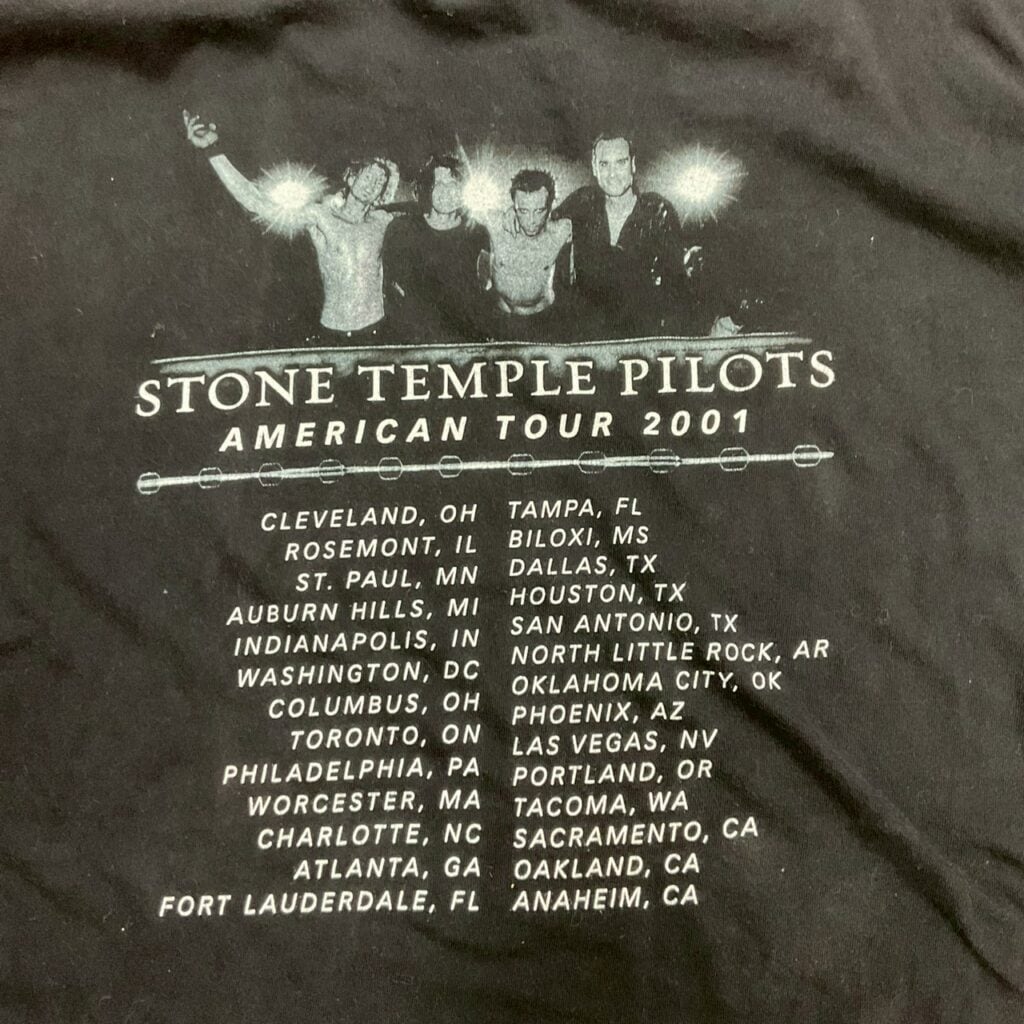 STONE TEMPLE PILOTS
AMERICAN TOUR 2001
CLEVELAND, OH
ROSEMONT, IL
ST. PAUL, MN
AUBURN HILLS, MI
INDIANAPOLIS, IN
WASHINGTON, DC
COLUMBUS, OH
TORONTO, ON
PHILADELPHIA, PA
WORCESTER, MA
CHARLOTTE, NC
ATLANTA, GA
FORT LAUDERDALE, FL
TAMPA, FL
BILOXI, MS
DALLAS, TX
HOUSTON, TX
SAN ANTONIO, TX
NORTH LITTLE ROCK, AR
OKLAHOMA CITY, OK
PHOENIX, AZ
LAS VEGAS, NV
PORTLAND, OR
TACOMA, WA
SACRAMENTO, CA
OAKLAND, CA
ANAHEIM, CA